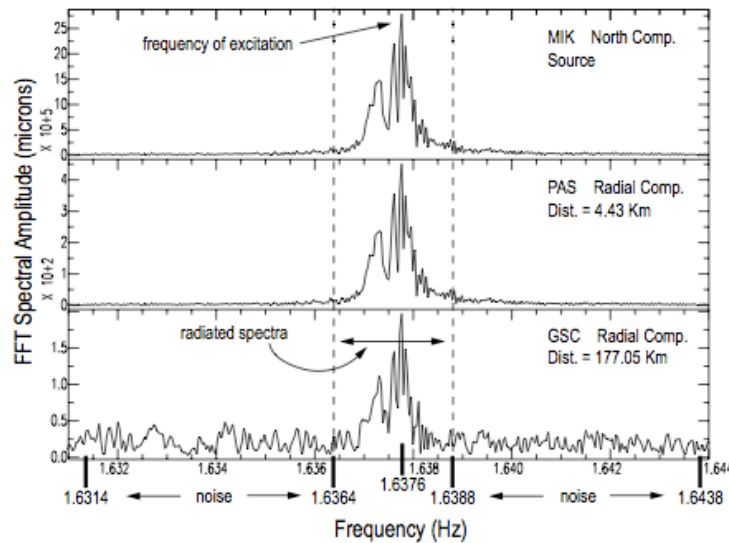 FFT Spectral Amplitude (microns)
X 10+5
25
20
15
10
5
0
frequency of excitation
MIK North Comp.
Source
X 10+2
4
3
2
1
0
PAS Radial Comp.
Dist. = 4.43 Km
1.5
1.0
0.5
0.0
radiated spectra
GSC Radial Comp.
Dist. = 177.05 Km
1.632 1.634 1.636 1.638 1.640 1.642 1.644
1.6314 noise 1.6364 1.6376 1.6388 noise 1.6438
Frequency (Hz)